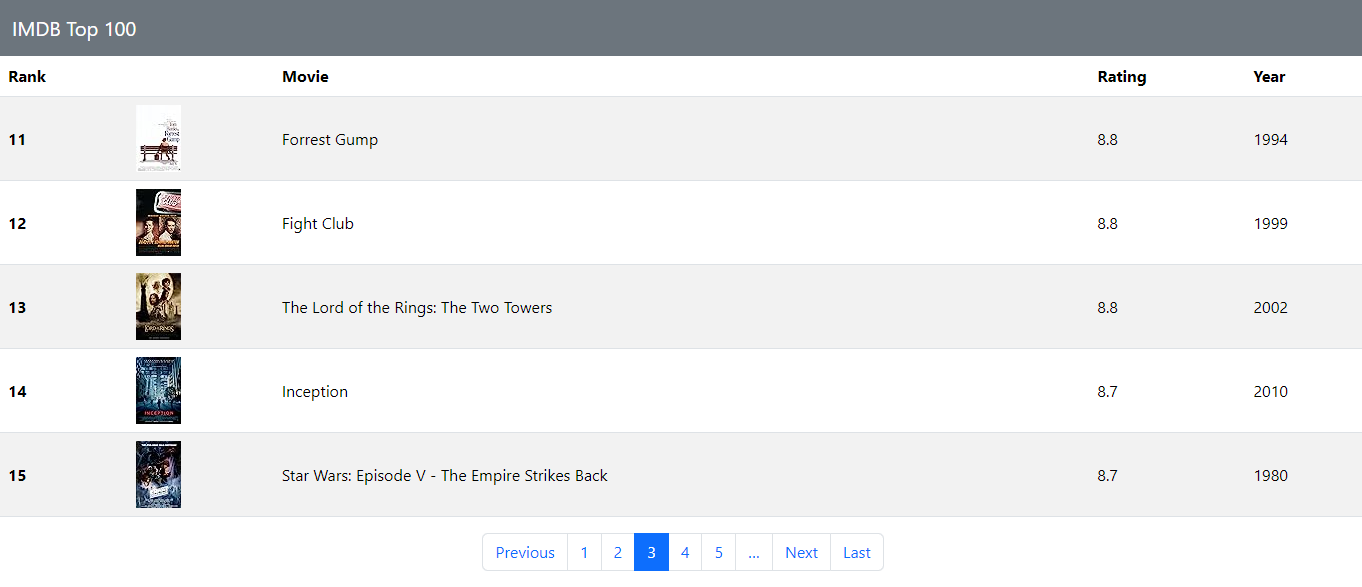 IMDB Top 100
Rank Movie Rating Year
11 Forrest Gump 8.8 1994
12 Fight Club 8.8 1999
13 The Lord of the Rings: The Two Towers 8.8 2002
14 Inception 8.7 2010
INCEPTION
15 Star Wars: Episode V - The Empire Strikes Back 8.7 1980
Previous 1 2 3 4 5 ... Next Last